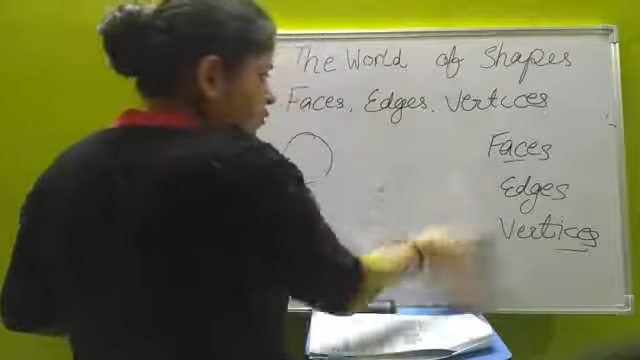 The World of Shapes
Faces, Edges, Vertices
Faces
Edges
Vertices